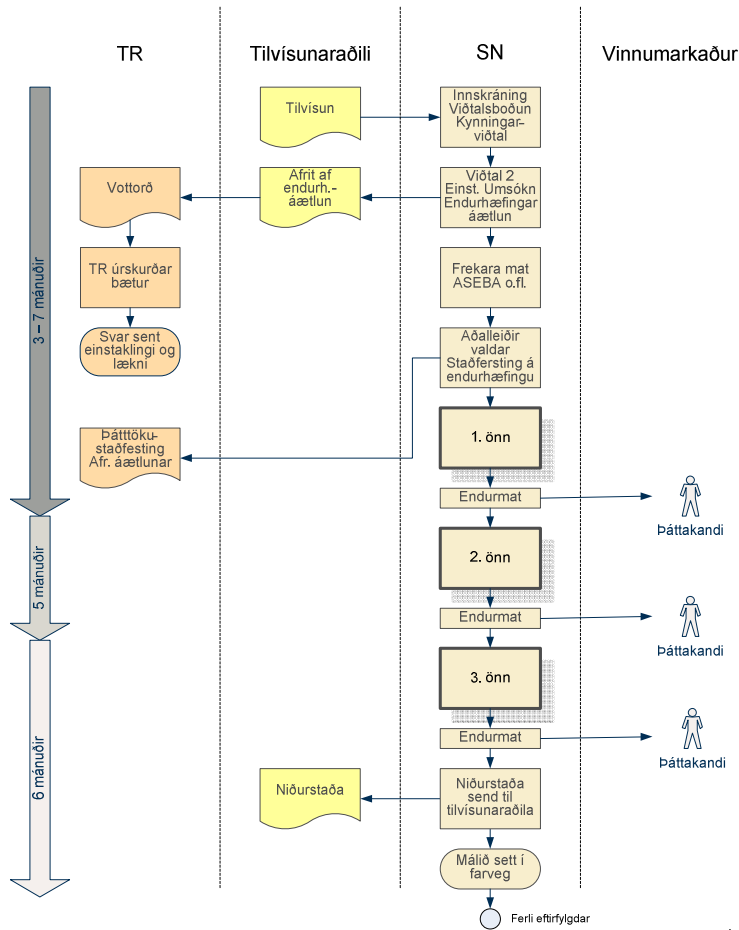 TR
Tilvísunaraðili
SN
Vinnumarkaður
3 – 7 mánuðir
5 mánuðir
6 mánuðir
Tilvísun
Innskráning
Viðtalsboðun
Kynningar-
viðtal
Vottorð
Afrit af
endurh.-
áætlun
Viðtal 2
Einst. Umsókn
Endurhæfingar
áætlun
TR úrskurðar
bætur
Frekara mat
ASEBA o.fl.
Svar sent
einstaklingi og
lækni
Aðalleiðir
valdar
Staðfersting á
endurhæfingu
Þátttöku-
staðfesting
Afr. áætlunar
1. önn
Endurmat
Þáttakandi
2. önn
Endurmat
Þáttakandi
3. önn
Endurmat
Þáttakandi
Niðurstaða
Niðurstaða
send til
tilvísunaraðila
Málið sett í
farveg
Ferli eftirfylgdar